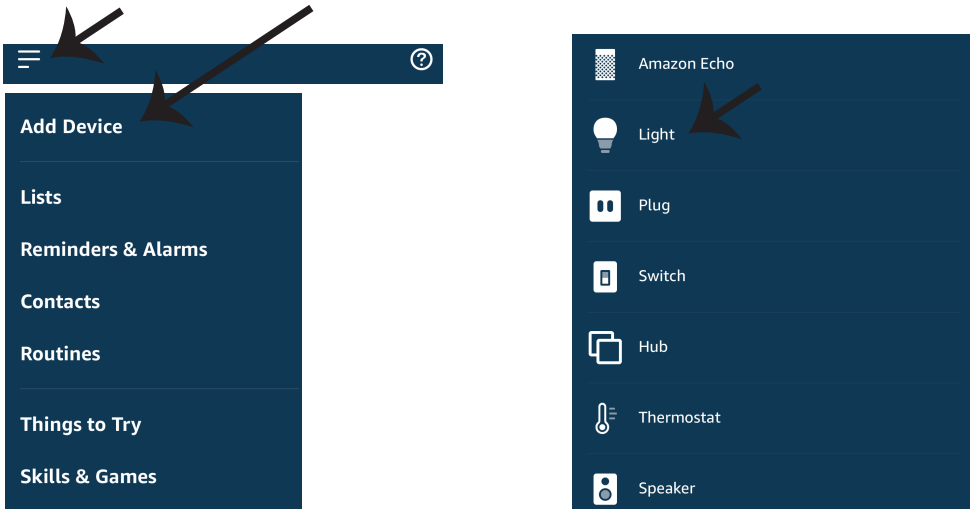 ?
Add Device
Lists
Reminders & Alarms
Contacts
Routines
Things to Try
Skills & Games
Amazon Echo
Light
Plug
Switch
Hub
Thermostat
Speaker